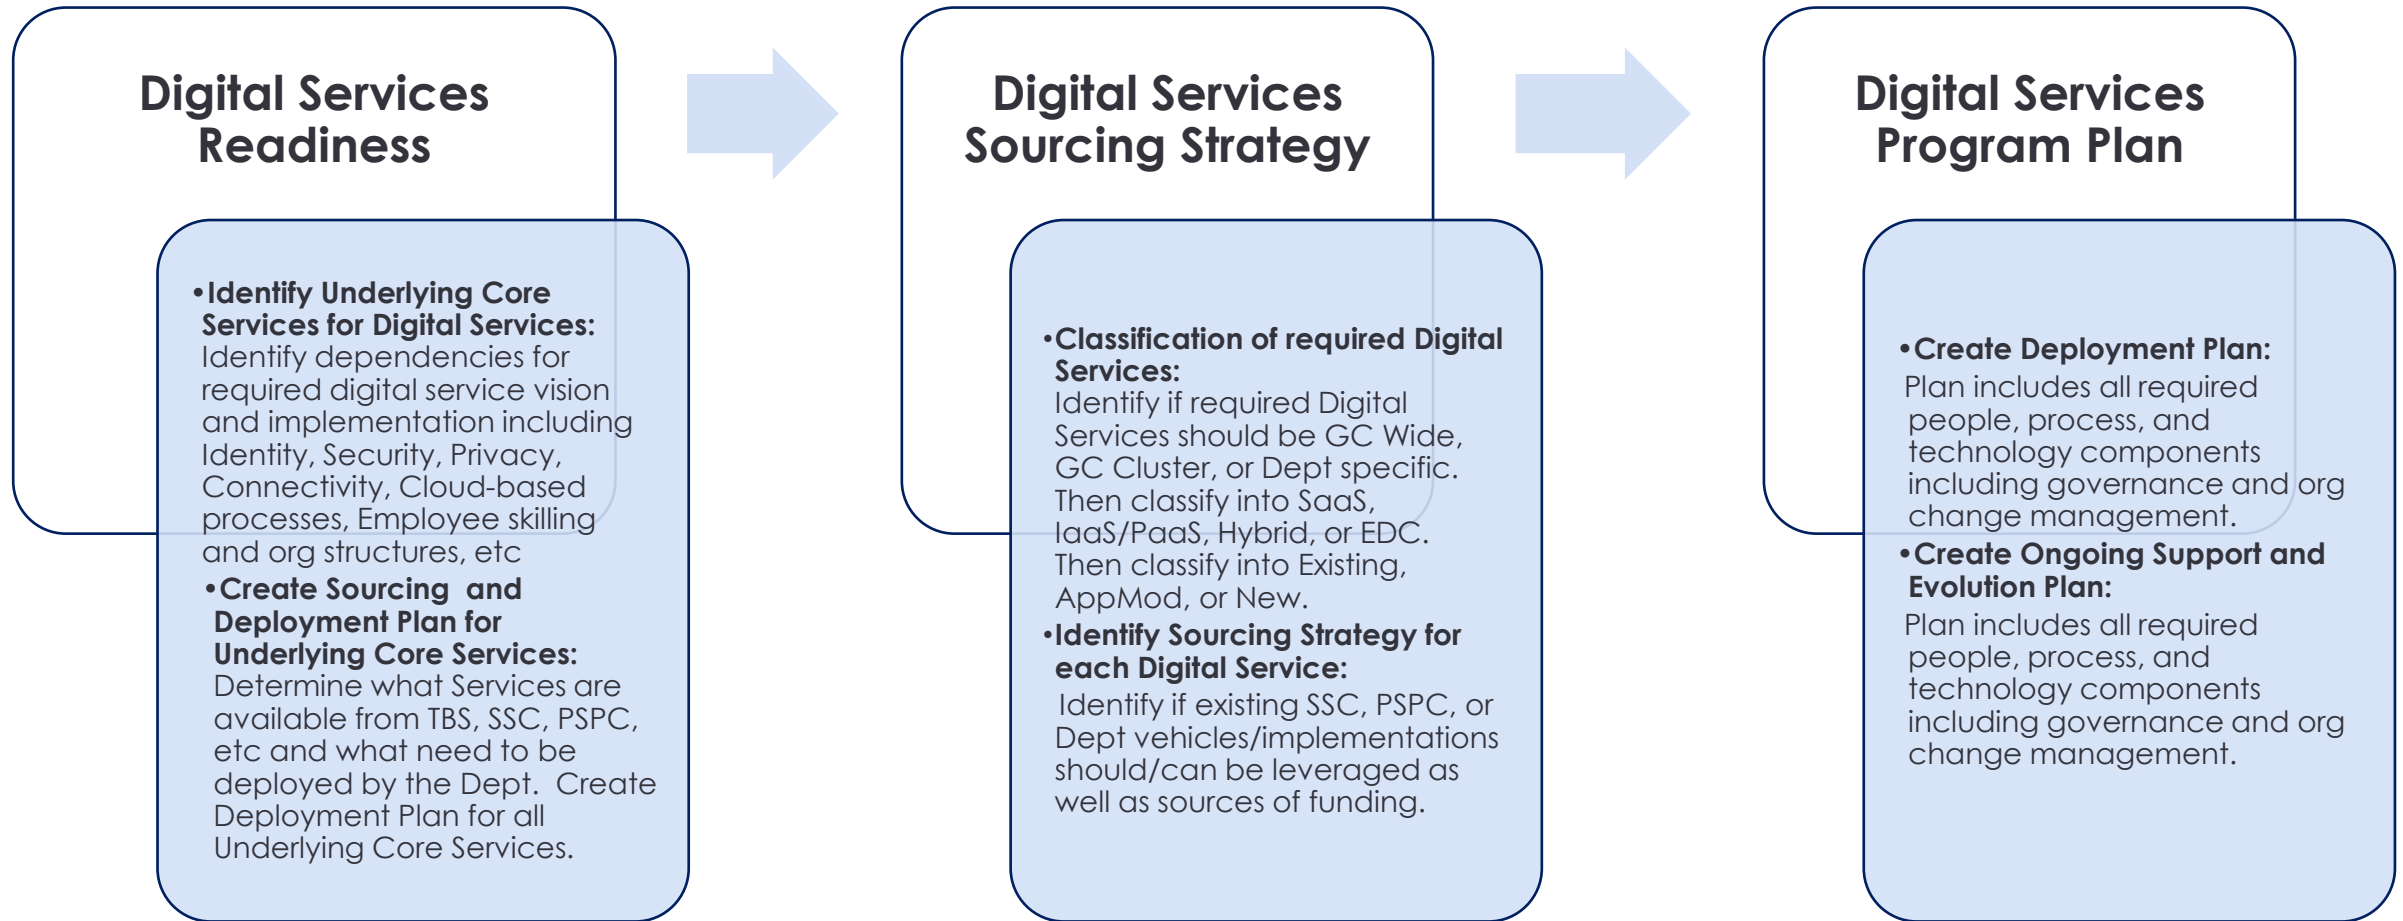 Digital Services
Readiness
•Identify Underlying Core
Services for Digital Services:
Identify dependencies for
required digital service vision
and implementation including
Identity, Security, Privacy,
Connectivity, Cloud-based
processes, Employee skilling
and org structures, etc
•Create Sourcing  and
Deployment Plan for
Underlying Core Services:
Determine what Services are
available from TBS, SSC, PSPC,
etc and what need to be
deployed by the Dept.  Create
Deployment Plan for all
Underlying Core Services.
Digital Services
Sourcing Strategy
•Classification of required Digital
Services:
Identify if required Digital
Services should be GC Wide,
GC Cluster, or Dept specific.
Then classify into SaaS,
IaaS/PaaS, Hybrid, or EDC.
Then classify into Existing,
AppMod, or New.
•Identify Sourcing Strategy for
each Digital Service:
Identify if existing SSC, PSPC, or
Dept vehicles/implementations
should/can be leveraged as
well as sources of funding.
Digital Services
Program Plan
•Create Deployment Plan:
Plan includes all required
people, process, and
technology components
including governance and org
change management.
•Create Ongoing Support and
Evolution Plan:
Plan includes all required
people, process, and
technology components
including governance and org
change management.